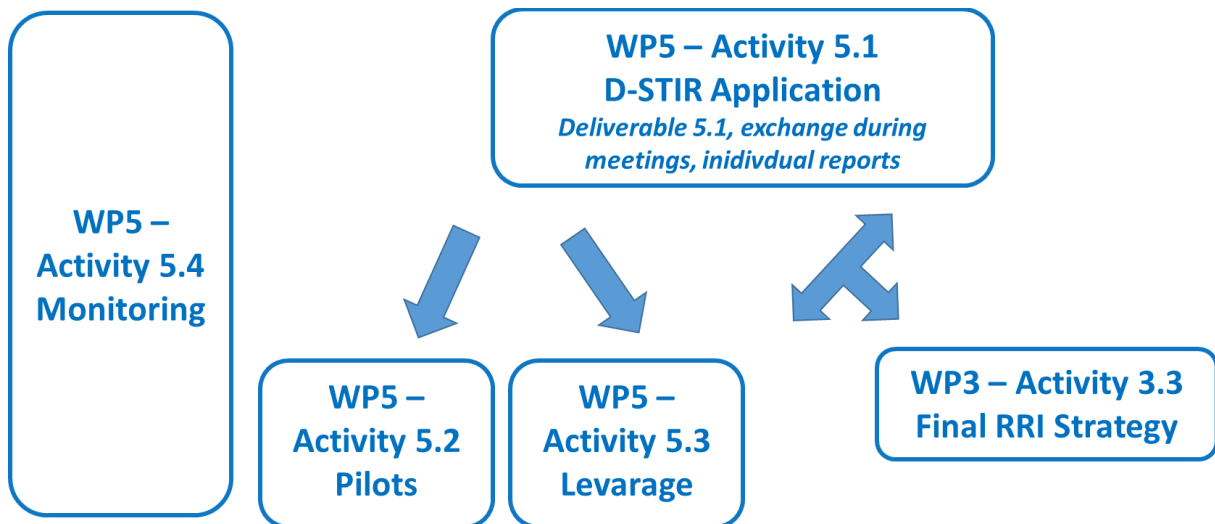 WP5 –
Activity 5.4
Monitoring
WP5 – Activity 5.1
D-STIR Application
Deliverable 5.1, exchange during
meetings, inidivdual reports
WP5 –
Activity 5.2
Pilots
WP5 –
Activity 5.3
Levarage
WP3 – Activity 3.3
Final RRI Strategy